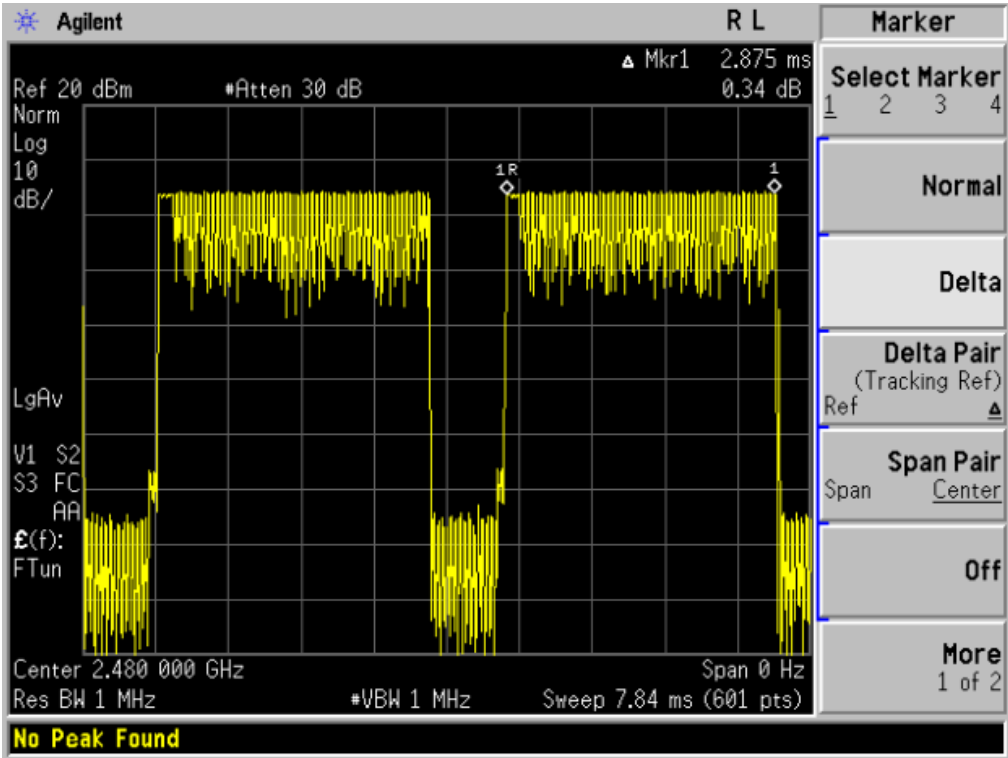 Agilent R L
Δ Mkr1 2.875 ms
Ref 20 dBm #Atten 30 dB 0.34 dB
Norm
Log
10
dB/
1R
1
LgAv
V1 S2
S3 FC
AA
£(f):
FTun
Center 2.480 000 GHz Span 0 Hz
Res BW 1 MHz #VBW 1 MHz Sweep 7.84 ms (601 pts)
No Peak Found
Marker
Select Marker
1 2 3 4
Normal
Delta
Delta Pair
(Tracking Ref)
Ref Δ
Span Pair
Span Center
Off
More
1 of 2